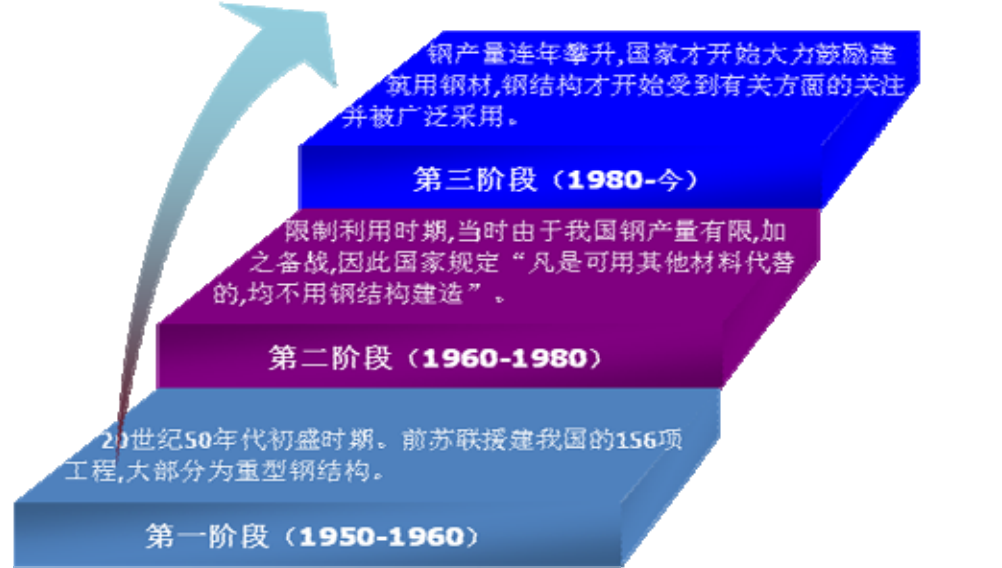 钢产量连年攀升,国家才开始大力鼓励建
筑用钢材,钢结构才开始受到有关方面的关注
并被广泛采用。
第三阶段（1980-今）
限制利用时期,当时由于我国钢产量有限,加
之备战,因此国家规定“凡是可用其他材料代替
的,均不用钢结构建造”。
第二阶段（1960-1980）
20世纪50年代初盛时期。前苏联援建我国的156项
工程,大部分为重型钢结构。
第一阶段（1950-1960）